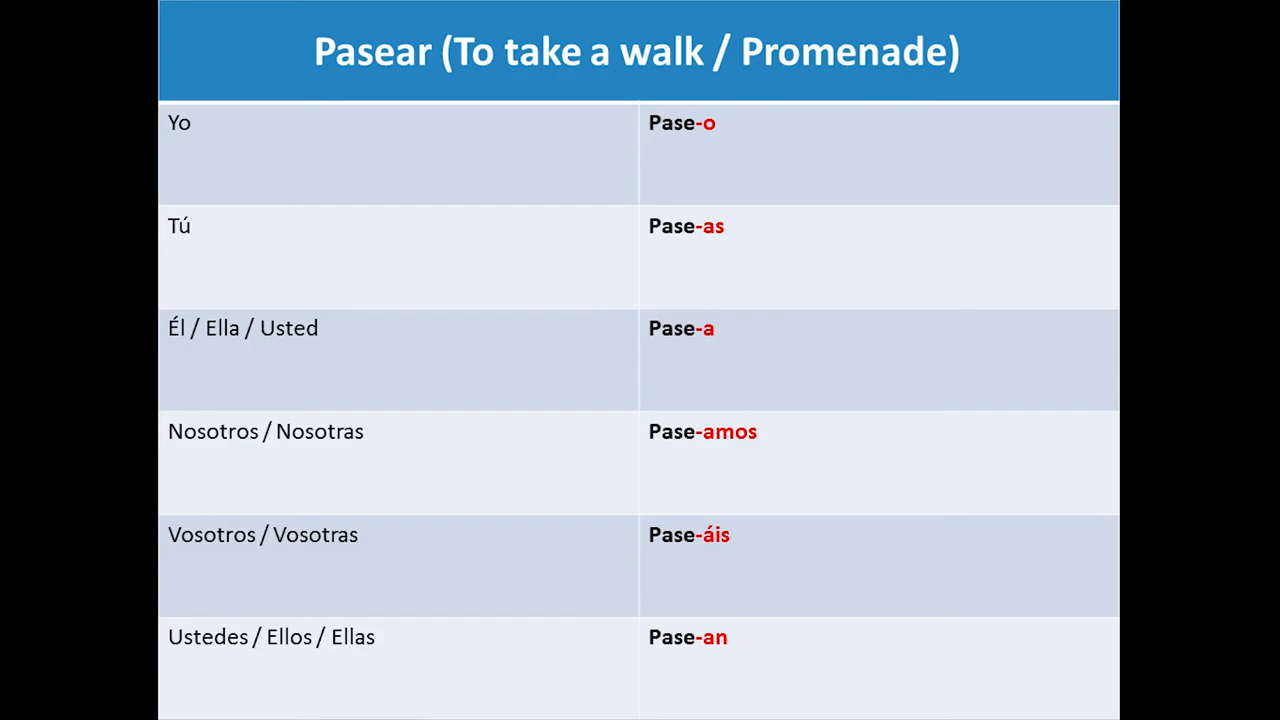 Pasear (To take a walk / Promenade)
Yo Pase-o
Tú Pase-as
Él / Ella / Usted Pase-a
Nosotros / Nosotras Pase-amos
Vosotros / Vosotras Pase-áis
Ustedes / Ellos / Ellas Pase-an